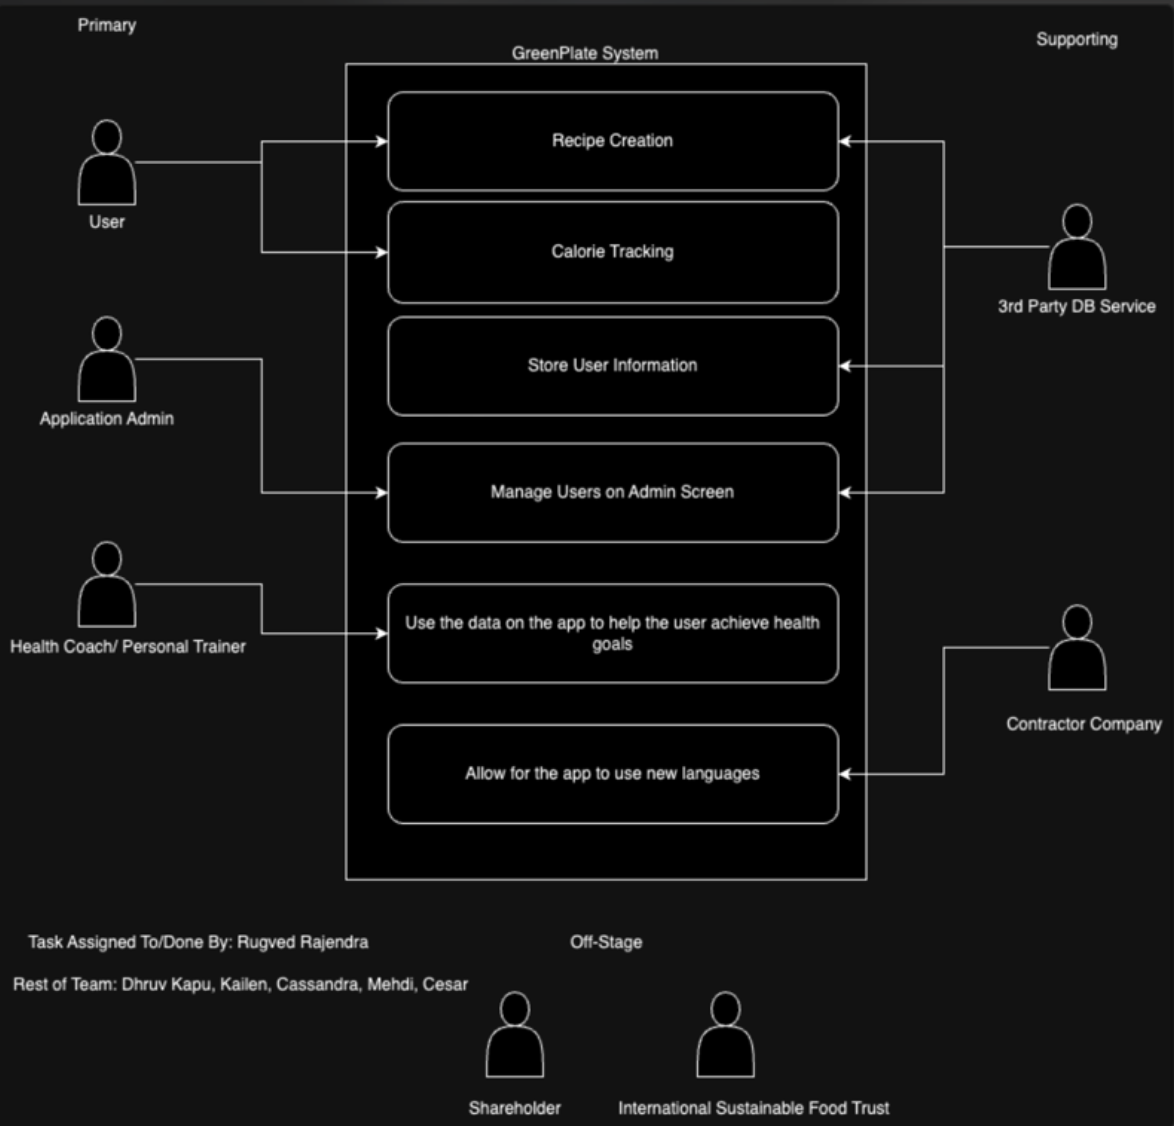 Primary
Supporting
GreenPlate System
Recipe Creation
User
Calorie Tracking
3rd Party DB Service
Store User Information
Application Admin
Manage Users on Admin Screen
Use the data on the app to help the user achieve health
goals
Health Coach/ Personal Trainer
Contractor Company
Allow for the app to use new languages
Task Assigned To/Done By: Rugved Rajendra
Off-Stage
Rest of Team: Dhruv Kapu, Kailen, Cassandra, Mehdi, Cesar
Shareholder
International Sustainable Food Trust